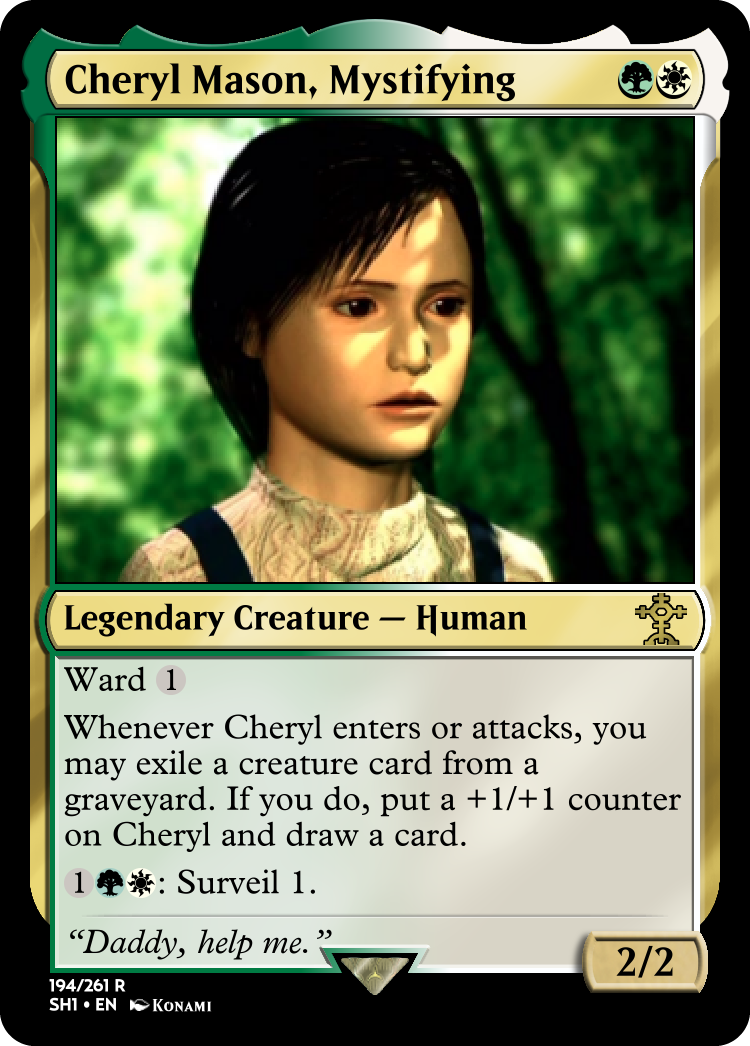 Cheryl Mason, Mystifying
Legendary Creature — Human
Ward 1
Whenever Cheryl enters or attacks, you
may exile a creature card from a
graveyard. If you do, put a +1/+1 counter
on Cheryl and draw a card.
1: Surveil 1.
“Daddy, help me.”
2/2
194/261 R
SH1 • EN KONAMI